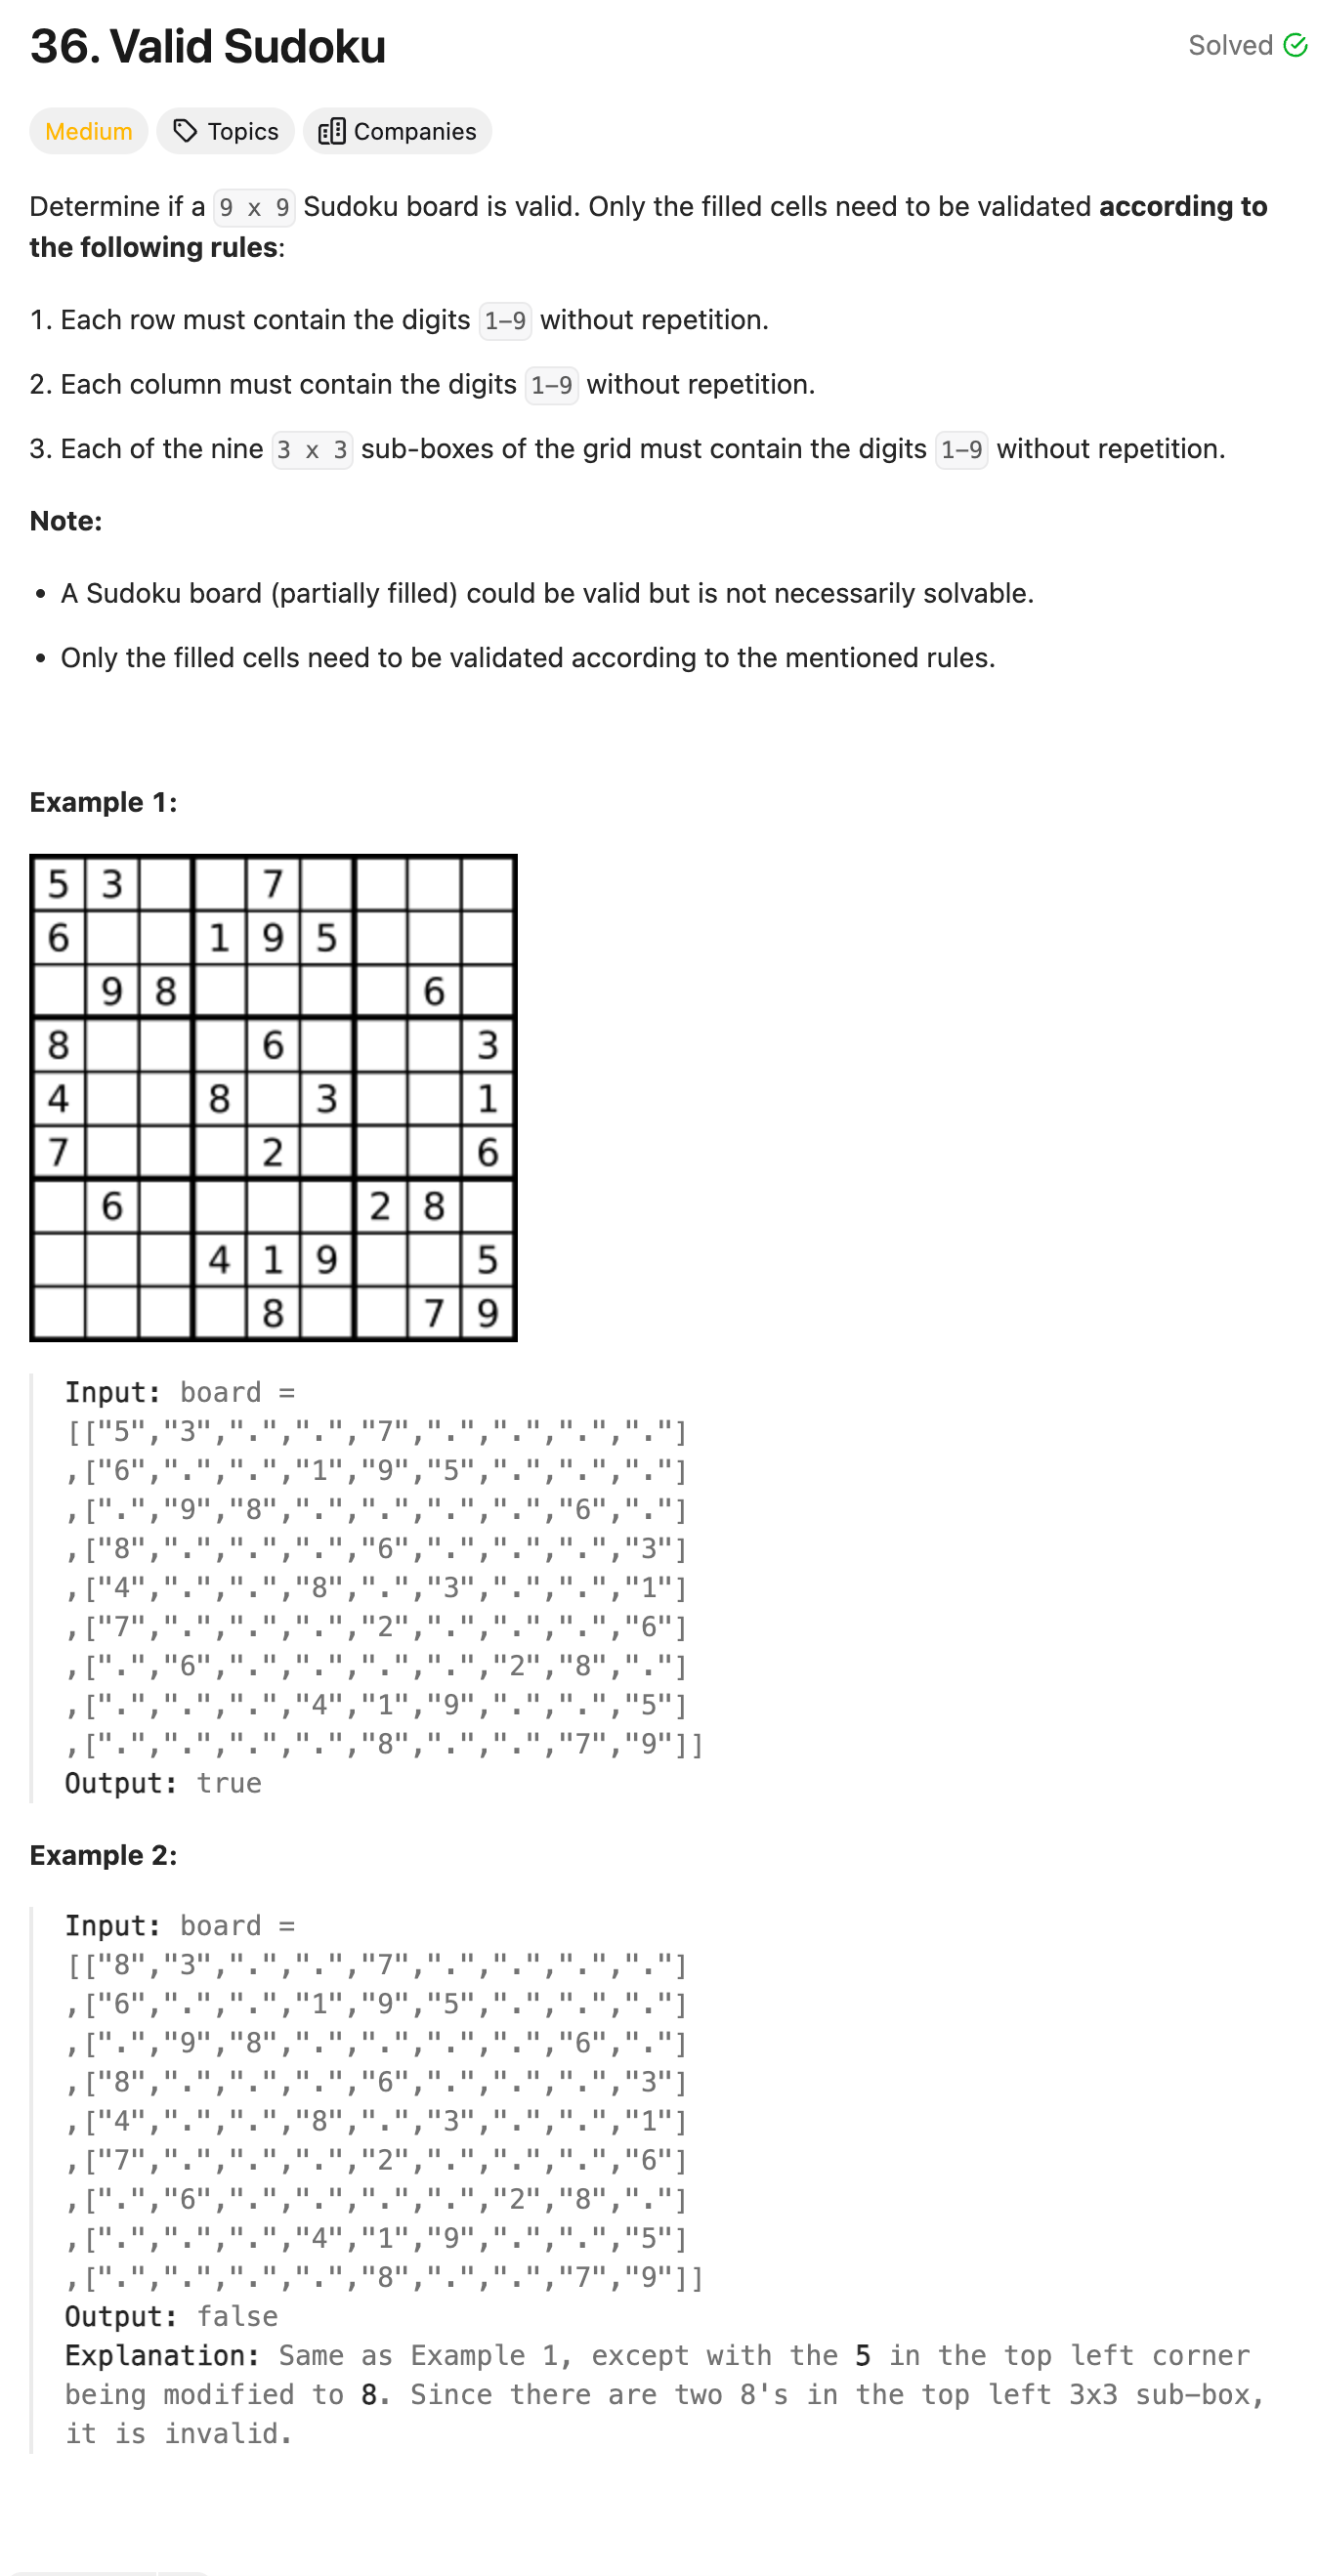 36. Valid Sudoku
Solved
Medium
Topics
Companies
Determine if a 9 x 9 Sudoku board is valid. Only the filled cells need to be validated according to
the following rules:
1. Each row must contain the digits 1-9 without repetition.
2. Each column must contain the digits 1-9 without repetition.
3. Each of the nine 3 x 3 sub-boxes of the grid must contain the digits 1-9 without repetition.
Note:
• A Sudoku board (partially filled) could be valid but is not necessarily solvable.
• Only the filled cells need to be validated according to the mentioned rules.
Example 1:
5 3 7
6 1 9 5
9 8 6
8 6 3
4 8 3 1
7 2 6
6 2 8
4 1 9 5
8 7 9
Input: board =
[["5","3",".",".","7",".",".",".","."]
,["6",".",".","1","9","5",".",".","."]
,[".","9","8",".",".",".",".","6","."]
,["8",".",".",".","6",".",".",".","3"]
,["4",".",".","8",".","3",".",".","1"]
,["7",".",".",".","2",".",".",".","6"]
,[".","6",".",".",".",".","2","8","."]
,[".",".",".","4","1","9",".",".","5"]
,[".",".",".",".","8",".",".","7","9"]]
Output: true
Example 2:
Input: board =
[["8","3",".",".","7",".",".",".","."]
,["6",".",".","1","9","5",".",".","."]
,[".","9","8",".",".",".",".","6","."]
,["8",".",".",".","6",".",".",".","3"]
,["4",".",".","8",".","3",".",".","1"]
,["7",".",".",".","2",".",".",".","6"]
,[".","6",".",".",".",".","2","8","."]
,[".",".",".","4","1","9",".",".","5"]
,[".",".",".",".","8",".",".","7","9"]]
Output: false
Explanation: Same as Example 1, except with the 5 in the top left corner
being modified to 8. Since there are two 8's in the top left 3x3 sub-box,
it is invalid.